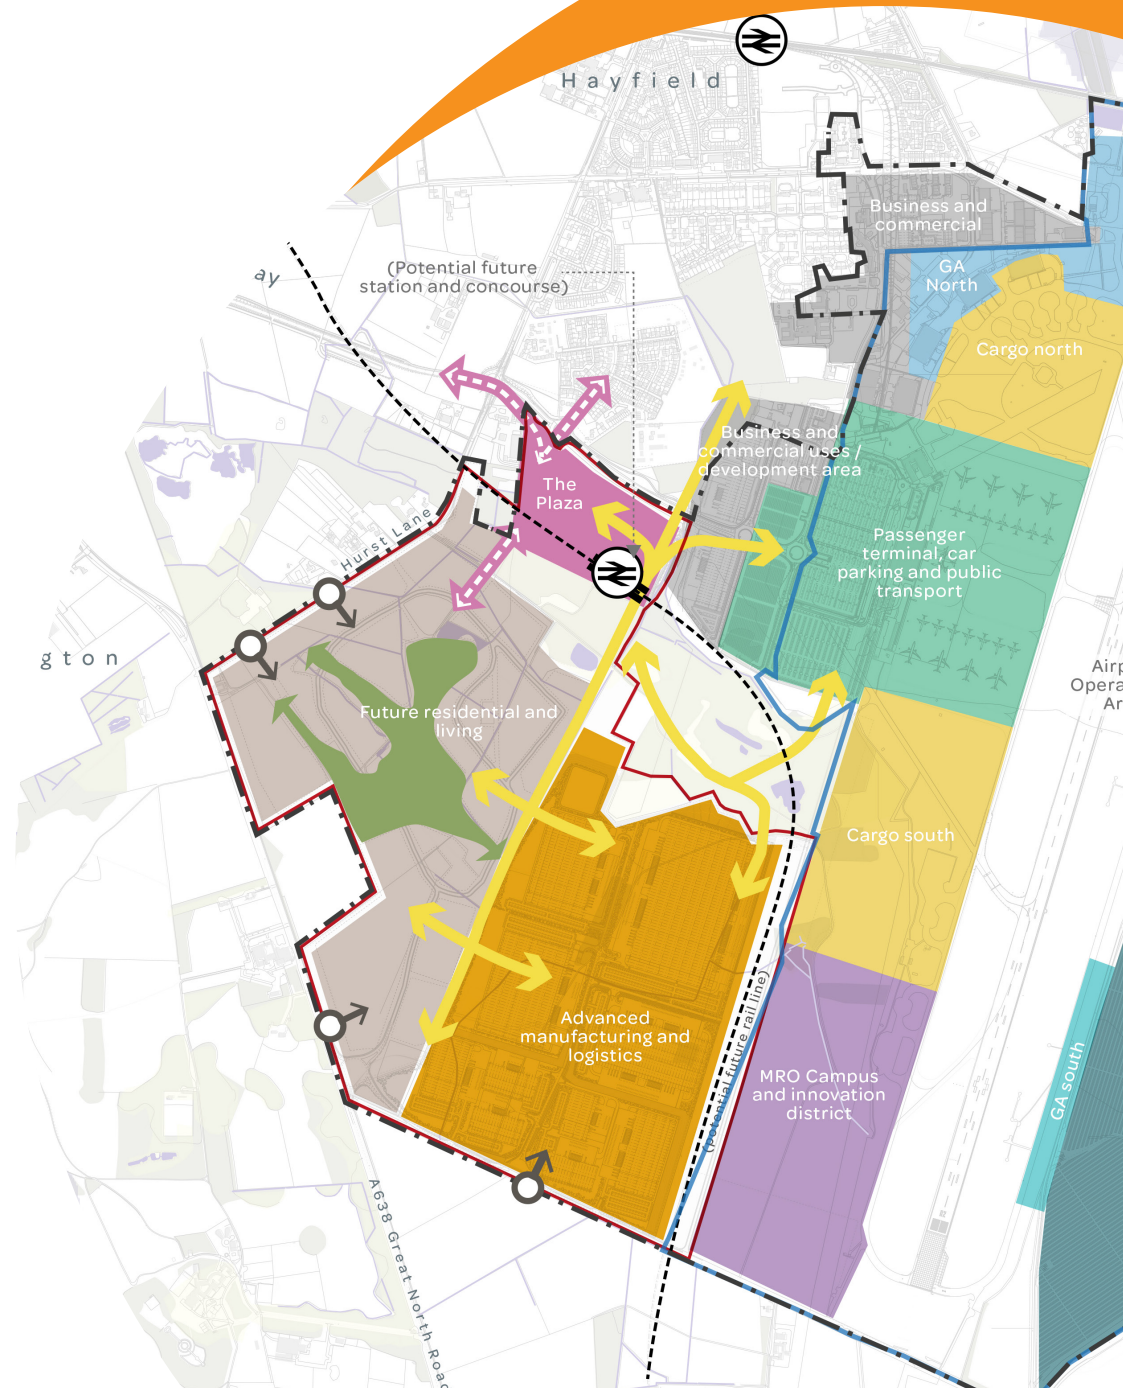 Hayfield
Business and
commercial
(Potential future
station and concourse)
ay
GA
North
Cargo north
Business and
commercial uses /
development area
The
Plaza
Hurst Lane
Passenger
terminal, car
parking and public
transport
gton
Airp
Opera
Ar
Future residential and
living
Cargo south
(potential future rail line)
Advanced
manufacturing and
logistics
MRO Campus
and innovation
district
GA south
A638 Great North Road